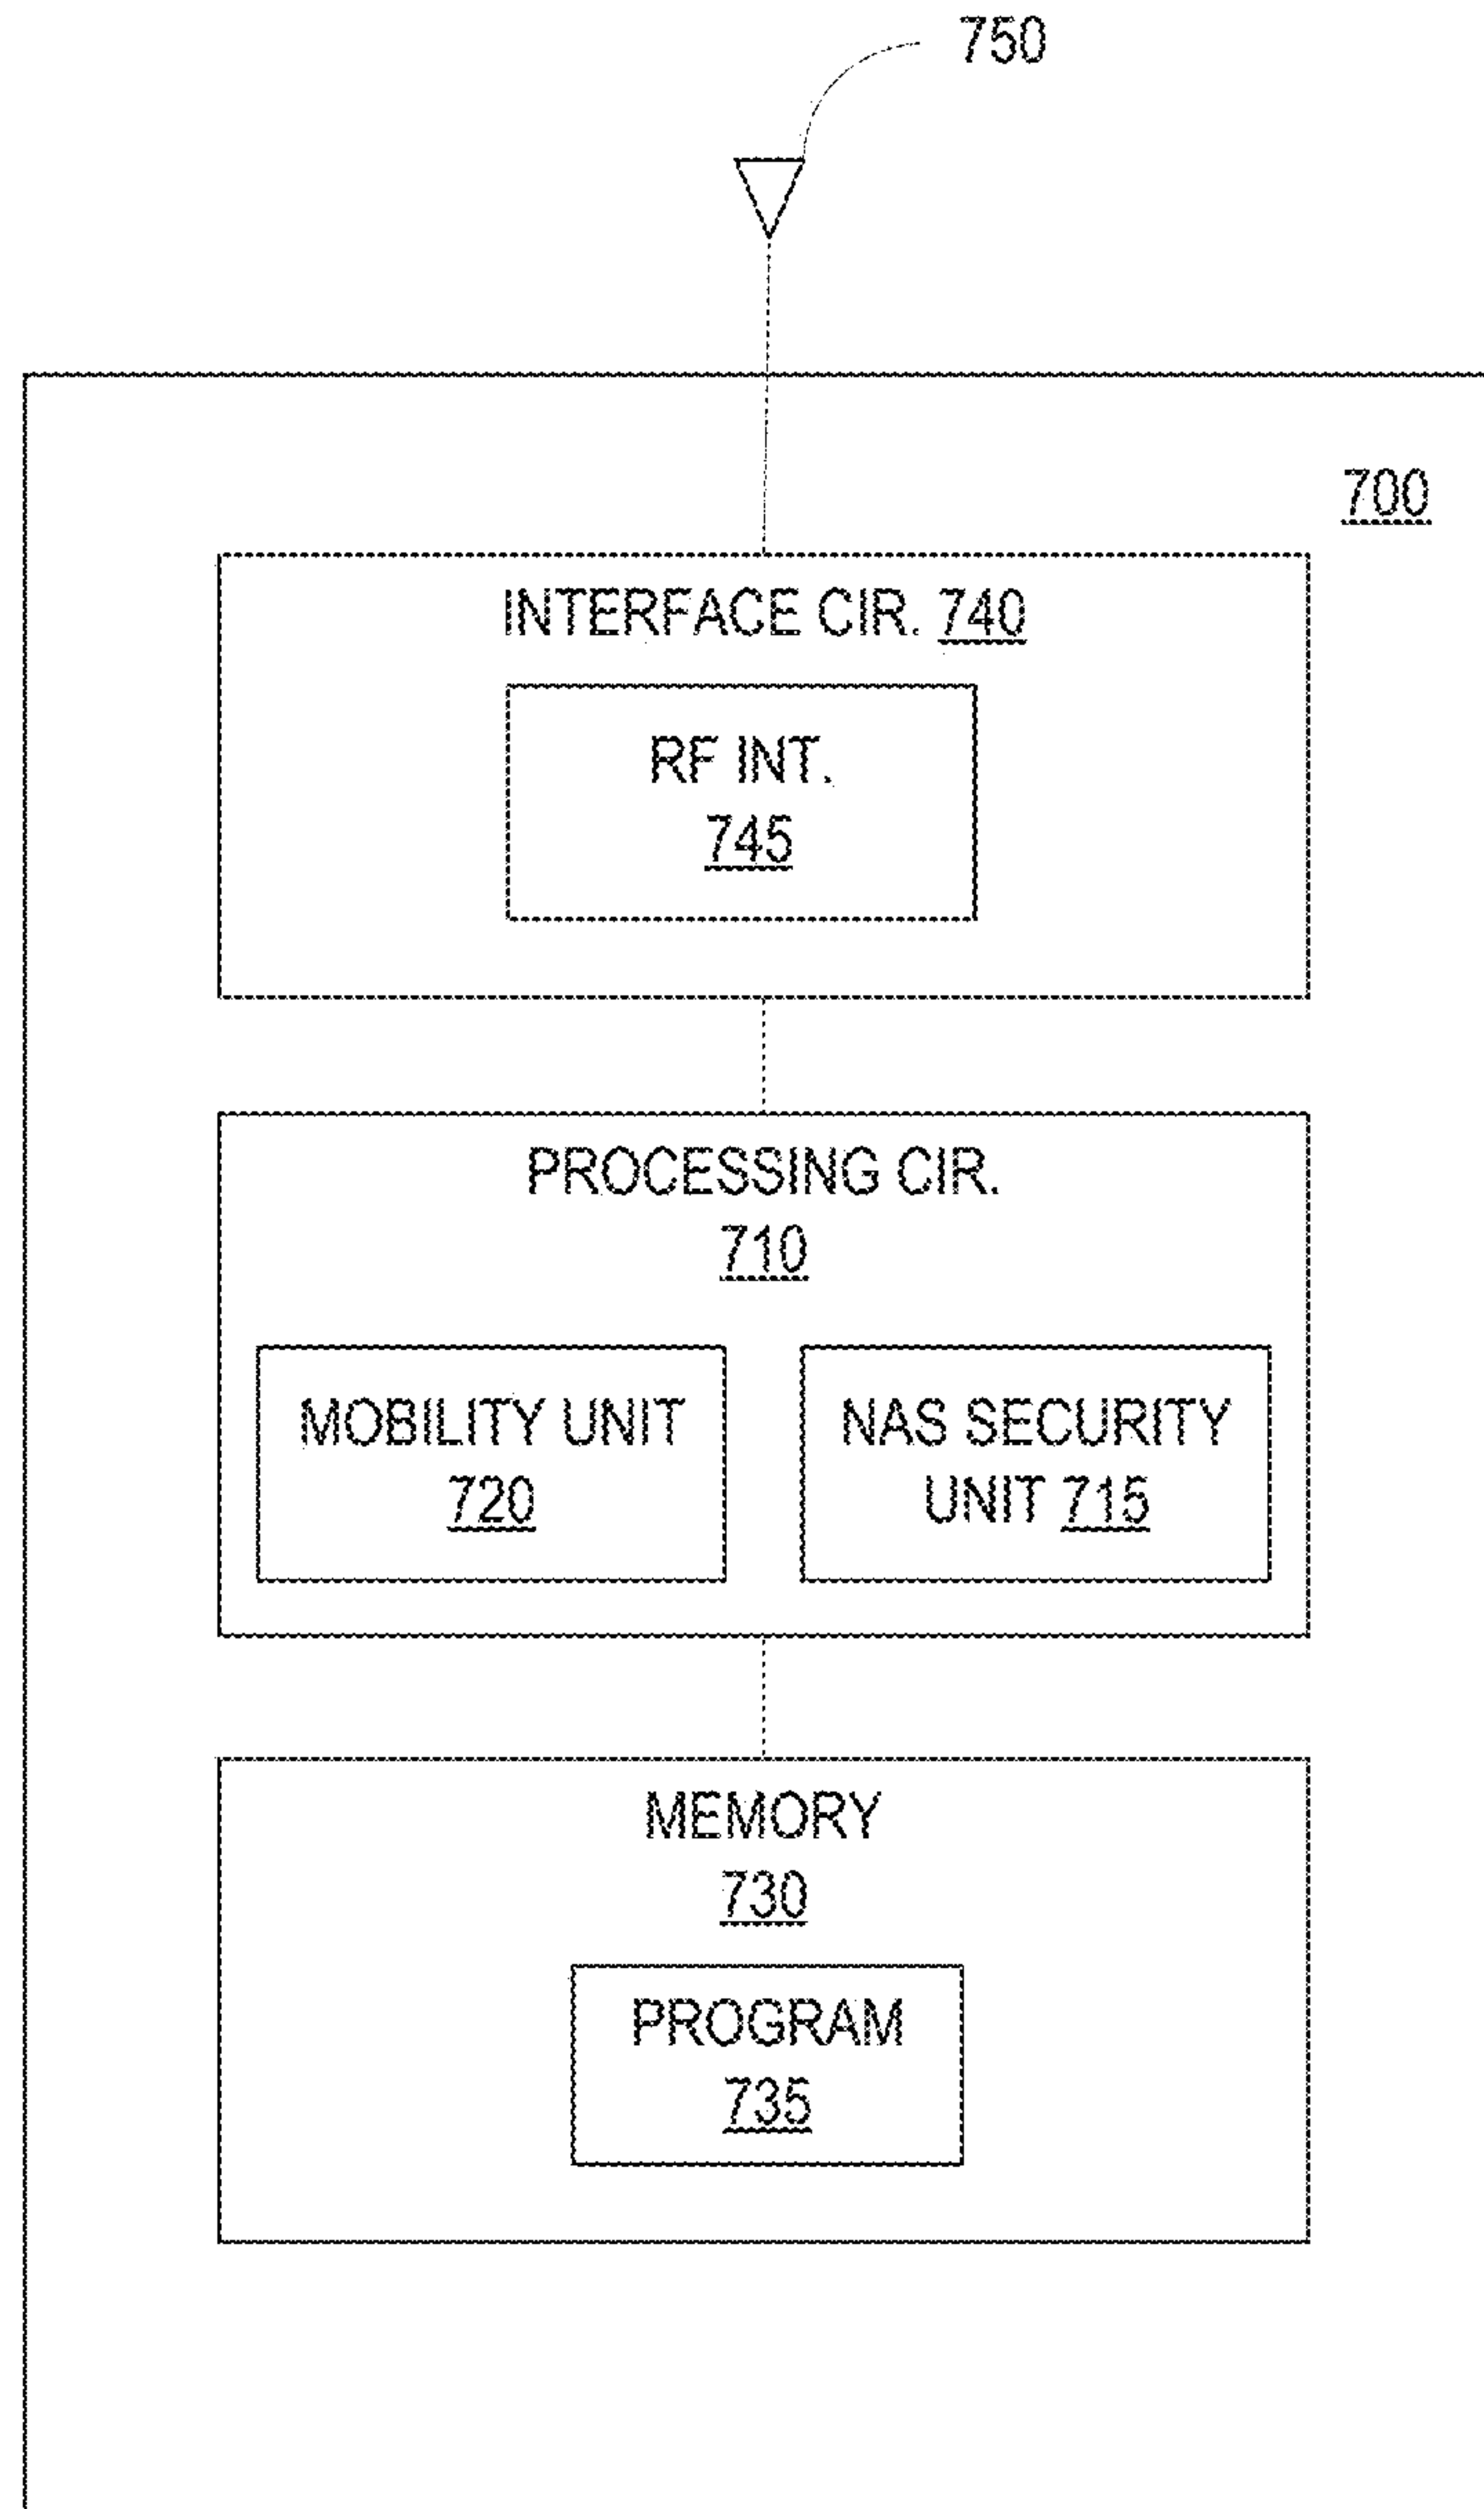 750
700
INTERFACE CIR. 740
RF INT.
745
PROCESSING CIR.
710
MOBILITY UNIT
720
NAS SECURITY
UNIT 715
MEMORY
730
PROGRAM
735